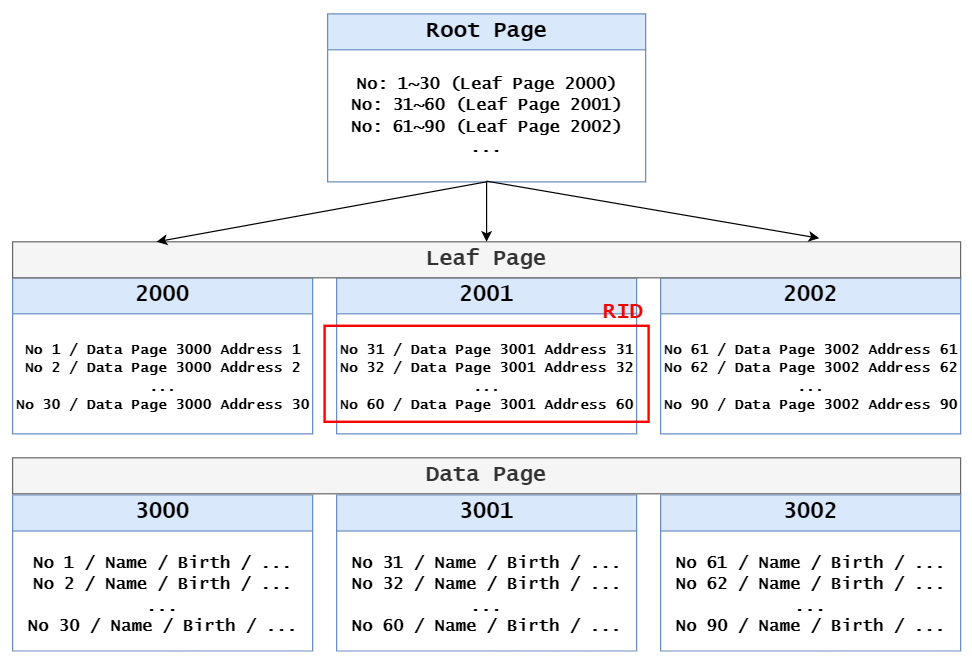 Root Page
No: 1~30 (Leaf Page 2000)
No: 31~60 (Leaf Page 2001)
No: 61~90 (Leaf Page 2002)
...
Leaf Page
2000
No 1 / Data Page 3000 Address 1
No 2 / Data Page 3000 Address 2
...
No 30 / Data Page 3000 Address 30
2001
RID
No 31 / Data Page 3001 Address 31
No 32 / Data Page 3001 Address 32
...
No 60 / Data Page 3001 Address 60
2002
No 61 / Data Page 3002 Address 61
No 62 / Data Page 3002 Address 62
...
No 90 / Data Page 3002 Address 90
Data Page
3000
No 1 / Name / Birth / ...
No 2 / Name / Birth / ...
...
No 30 / Name / Birth / ...
3001
No 31 / Name / Birth / ...
No 32 / Name / Birth / ...
...
No 60 / Name / Birth / ...
3002
No 61 / Name / Birth / ...
No 62 / Name / Birth / ...
...
No 90 / Name / Birth / ...